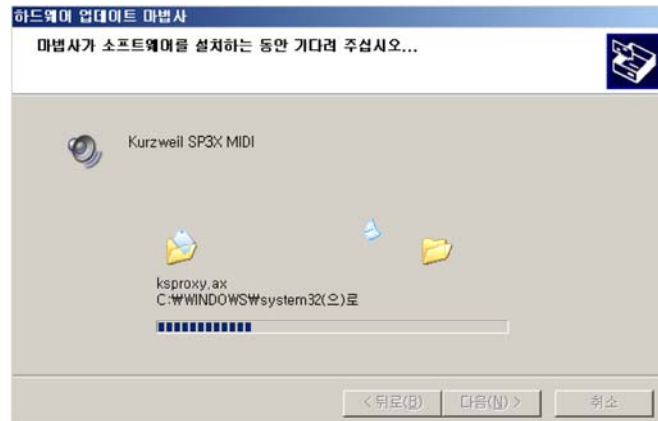 하드웨어 업데이트 마법사
마법사가 소프트웨어를 설치하는 동안 기다려 주십시오...
Kurzweil SP3X MIDI
ksproxy.ax
C:₩WINDOWS₩system32(으)로
< 뒤로(B)
다음(N) >
취소